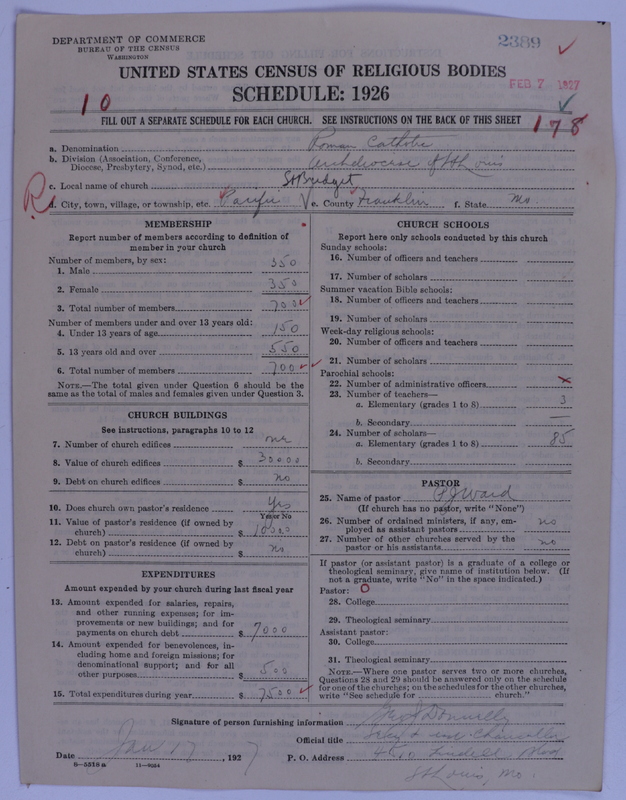 DEPARTMENT OF COMMERCE
BUREAU OF THE CENSUS
WASHINGTON
2389
UNITED STATES CENSUS OF RELIGIOUS BODIES
FEB 7 1927
SCHEDULE: 1926
10
FILL OUT A SEPARATE SCHEDULE FOR EACH CHURCH. SEE INSTRUCTIONS ON THE BACK OF THIS SHEET
178
a. Denomination Roman Catholic
b. Division (Association, Conference,
Diocese, Presbytery, Synod, etc.) Archdiocese of St Louis
c. Local name of church St Bridget
R
d. City, town, village, or township, etc. Pacific e. County Franklin f. State Mo
MEMBERSHIP
Report number of members according to definition of
member in your church
Number of members, by sex:
1. Male 350
2. Female 350
3. Total number of members 700
Number of members under and over 13 years old:
4. Under 13 years of age 150
5. 13 years old and over 550
6. Total number of members 700
NOTE.—The total given under Question 6 should be
same as the total of males and females given under Question 3.
CHURCH BUILDINGS
See instructions, paragraphs 10 to 12
7. Number of church edifices
8. Value of church edifices $ 30000
9. Debt on church edifices $ no
10. Does church own pastor's residence Yes
Yes or No
11. Value of pastor's residence (if owned by
church) $ 10000
12. Debt on pastor's residence (if owned by
church) $ no
EXPENDITURES
Amount expended by your church during last fiscal year
13. Amount expended for salaries, repairs,
and other running expenses; for im-
provements or new buildings; and for
payments on church debt $ 7000
14. Amount expended for benevolences, in-
cluding home and foreign missions; for
denominational support; and for all
other purposes $ 500
15. Total expenditures during year $ 7500
CHURCH SCHOOLS
Report here only schools conducted by this church
Sunday schools:
16. Number of officers and teachers
17. Number of scholars
Summer vacation Bible schools:
18. Number of officers and teachers
19. Number of scholars
Week-day religious schools:
20. Number of officers and teachers
21. Number of scholars
Parochial schools:
22. Number of administrative officers x
23. Number of teachers—
a. Elementary (grades 1 to 8) 3
b. Secondary —
24. Number of scholars—
a. Elementary (grades 1 to 8) 85
b. Secondary
PASTOR
25. Name of pastor P J Ward
(If church has no pastor, write "None")
26. Number of ordained ministers, if any, em-
ployed as assistant pastors no
27. Number of other churches served by the
pastor or his assistants no
If pastor (or assistant pastor) is a graduate of a college or
theological seminary, give name of institution below. (If
not a graduate, write "No" in the space indicated.)
Pastor: O
28. College
29. Theological seminary
Assistant pastor:
30. College
31. Theological seminary
NOTE.—Where one pastor serves two or more churches,
Questions 28 and 29 should be answered only on the schedule
for one of the churches; on the schedules for the other churches,
write "See schedule for church."
Signature of person furnishing information Donnelly
Official title Secy & Chancellor
Date Jan 17, 1927 P. O. Address Lindell Blvd
8—5518a 11—9034
St Louis, Mo.